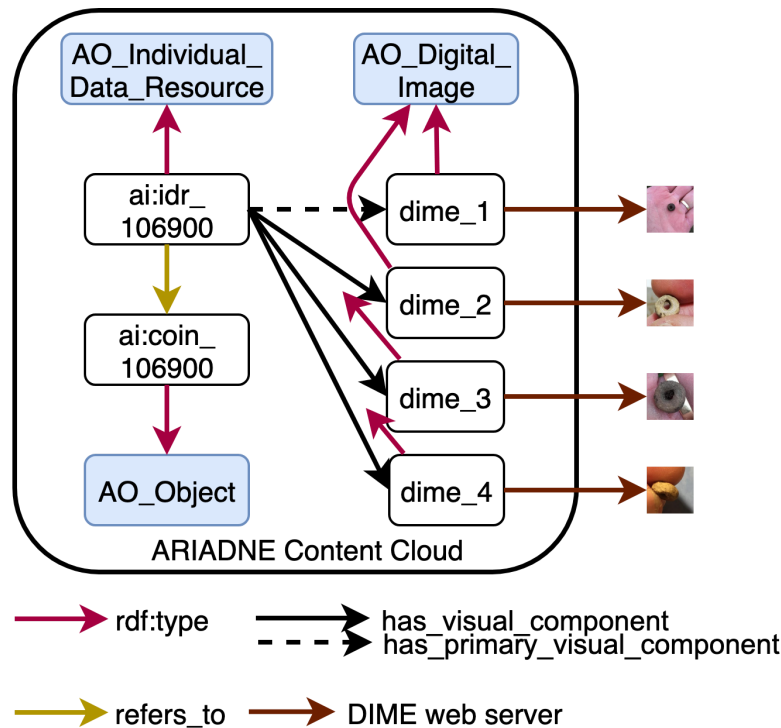 AO_Individual_
Data_Resource
AO_Digital_
Image
ai:idr_
106900
dime_1
dime_2
ai:coin_
106900
dime_3
AO_Object
dime_4
ARIADNE Content Cloud
rdf:type
has_visual_component
has_primary_visual_component
refers_to
DIME web server